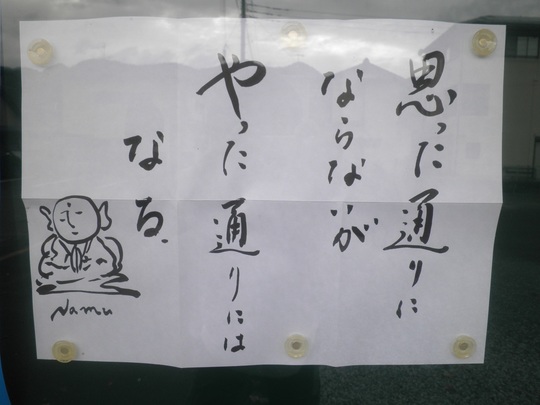 思った通りに
ならなが
やった通りには
なる.
Namu